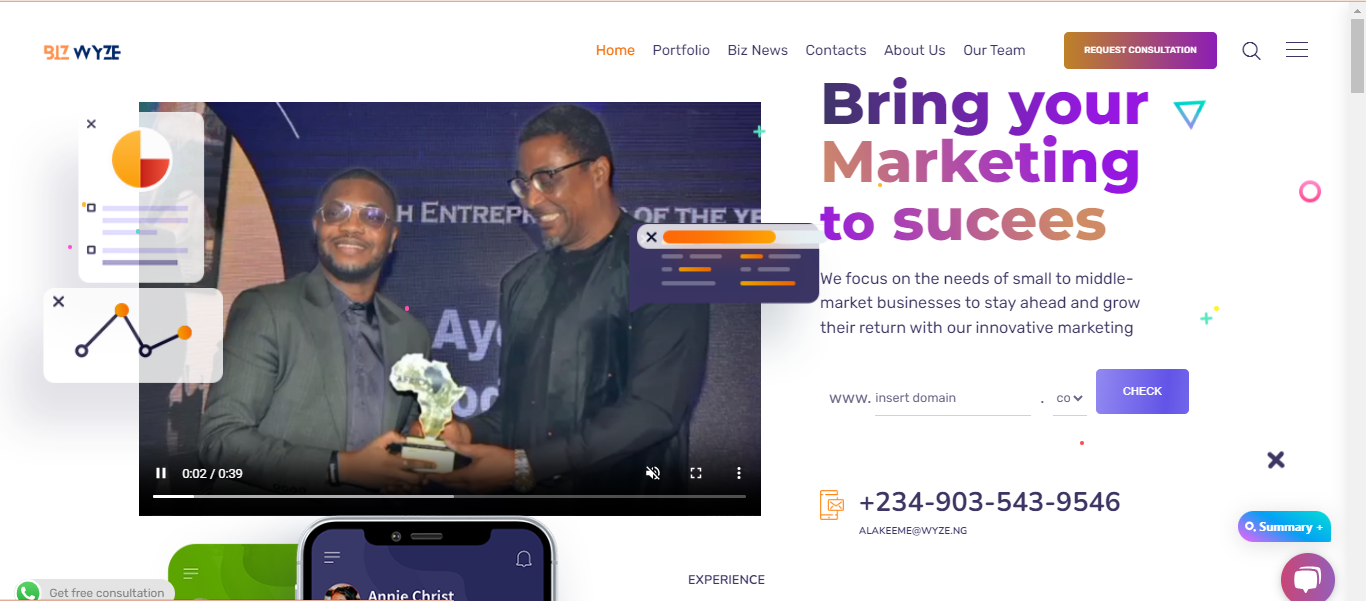 BIZ WYZE
Home Portfolio Biz News Contacts About Us Our Team
REQUEST CONSULTATION
Bring your
Marketing
to sucees
H ENTREPR OF THE YE
Ay
od
We focus on the needs of small to middle-
market businesses to stay ahead and grow
their return with our innovative marketing
www. insert domain . co
CHECK
0:02 / 0:39
+234-903-543-9546
ALAKEEME@WYZE.NG
Summary +
Annie Christ
EXPERIENCE
Get free consultation